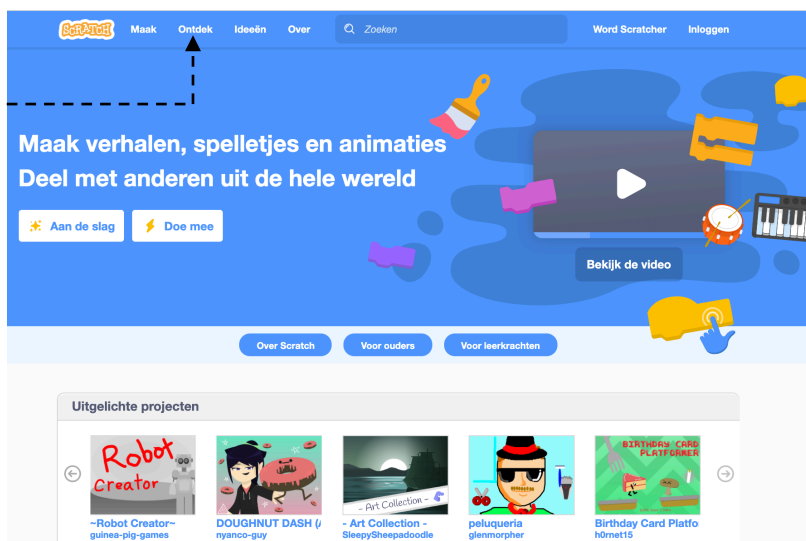 SCRATCH Maak Ontdek Ideeën Over Zoeken Word Scratcher Inloggen
Maak verhalen, spelletjes en animaties
Deel met anderen uit de hele wereld
Aan de slag Doe mee
Bekijk de video
Over Scratch Voor ouders Voor leerkrachten
Uitgelichte projecten
Robot
Creator
- Art Collection -
BIRTHDAY CARD
PLATFORMER
~Robot Creator~ DOUGHNUT DASH (A - Art Collection - peluqueria Birthday Card Platfo
guinea-pig-games nyanco-guy SleepySheepadoodle glenmorpher h0rnet15